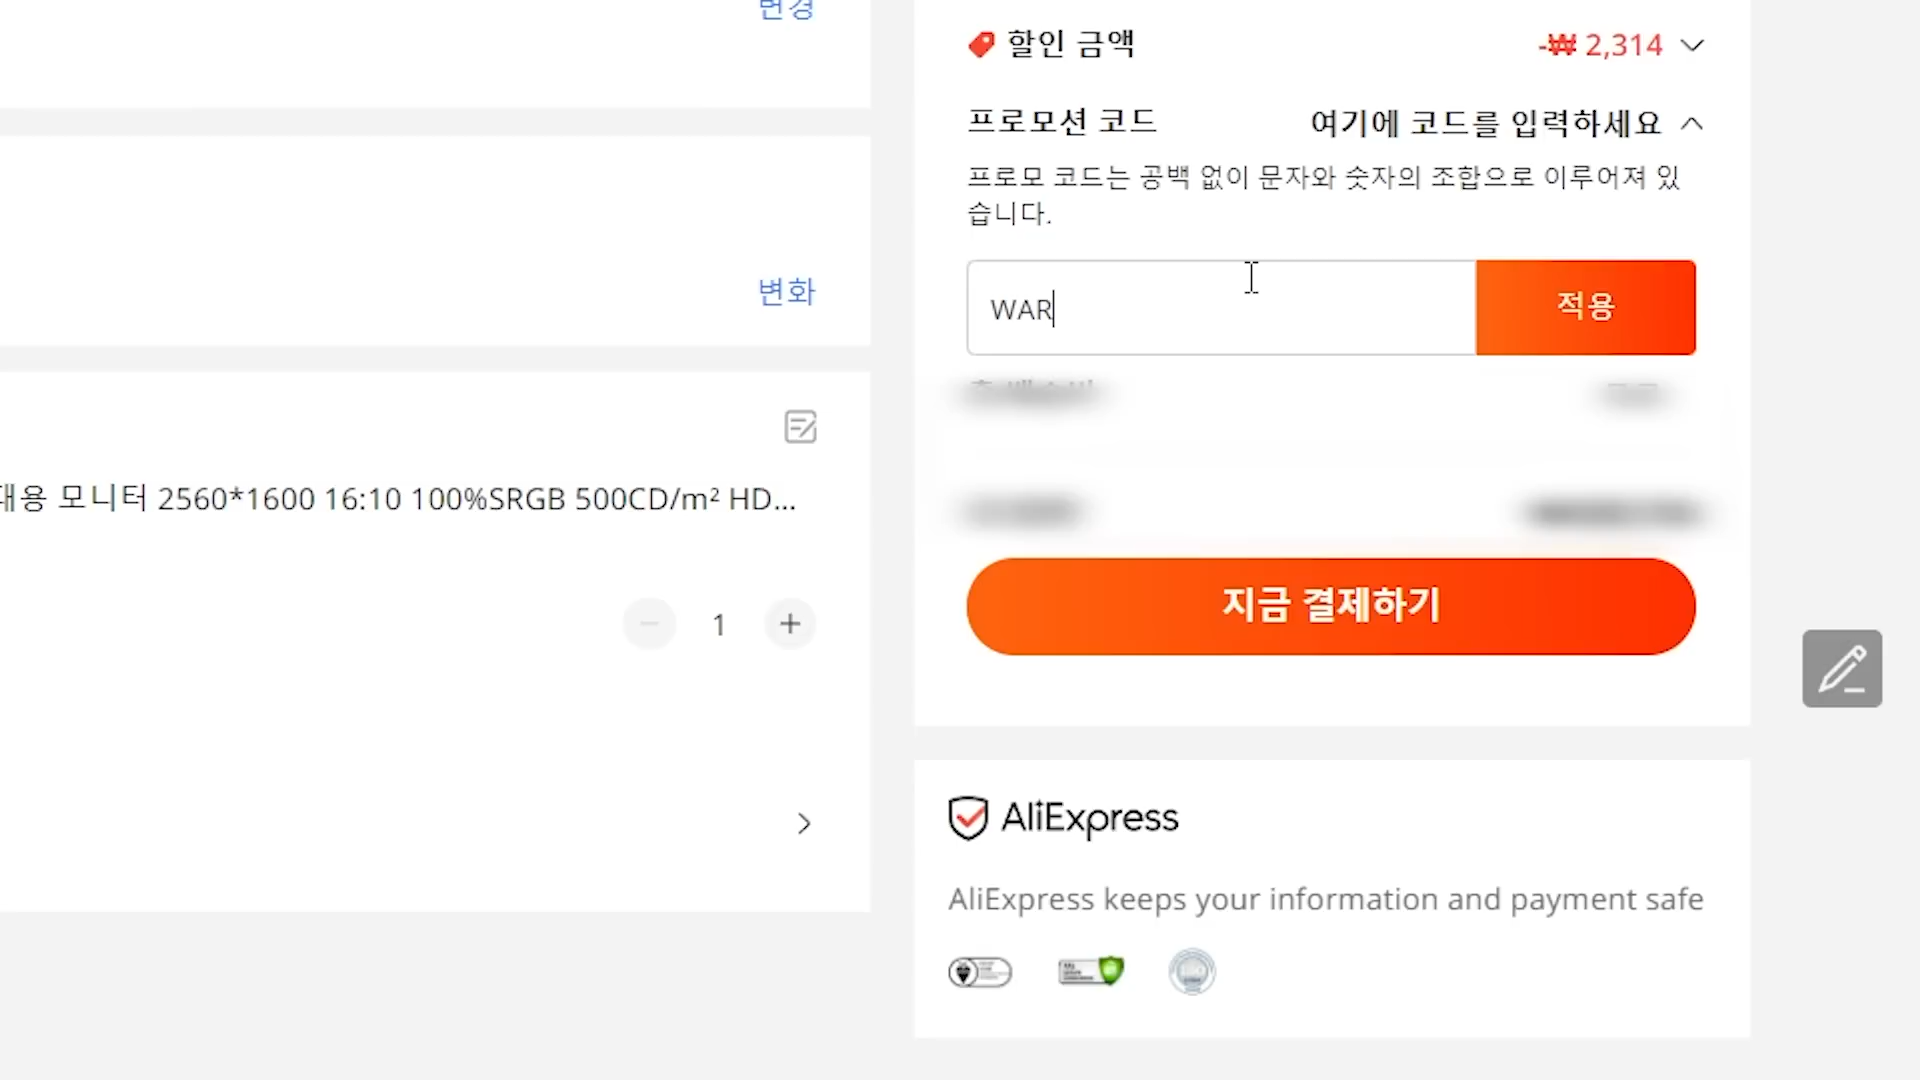 변경
변화
대용 모니터 2560*1600 16:10 100%SRGB 500CD/m² HD...
1
할인 금액
-₩ 2,314
프로모션 코드
여기에 코드를 입력하세요
프로모 코드는 공백 없이 문자와 숫자의 조합으로 이루어져 있
습니다.
WAR
적용
지금 결제하기
AliExpress
AliExpress keeps your information and payment safe